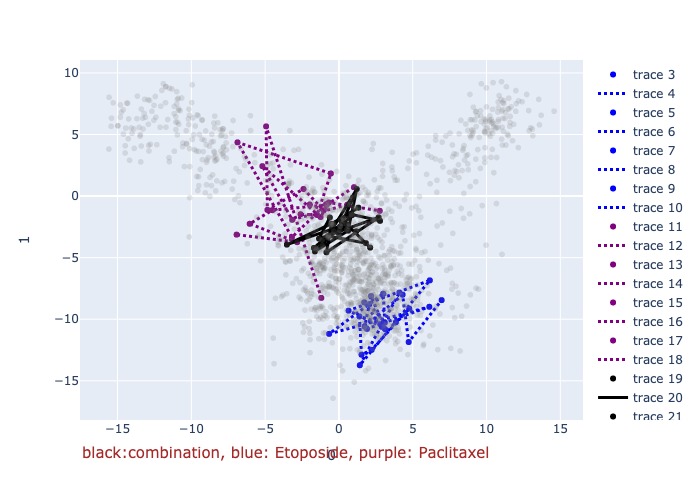 10
5
0
−5
−10
−15
1
−15
−10
−5
0
5
10
15
0
black:combination, blue: Etoposide, purple: Paclitaxel
trace 3
trace 4
trace 5
trace 6
trace 7
trace 8
trace 9
trace 10
trace 11
trace 12
trace 13
trace 14
trace 15
trace 16
trace 17
trace 18
trace 19
trace 20
trace 21